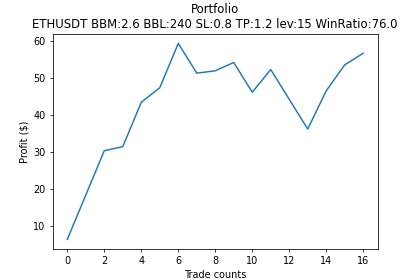 Portfolio
ETHUSDT BBM:2.6 BBL:240 SL:0.8 TP:1.2 lev:15 WinRatio:76.0
60
50
40
30
20
10
Profit ($)
0 2 4 6 8 10 12 14 16
Trade counts